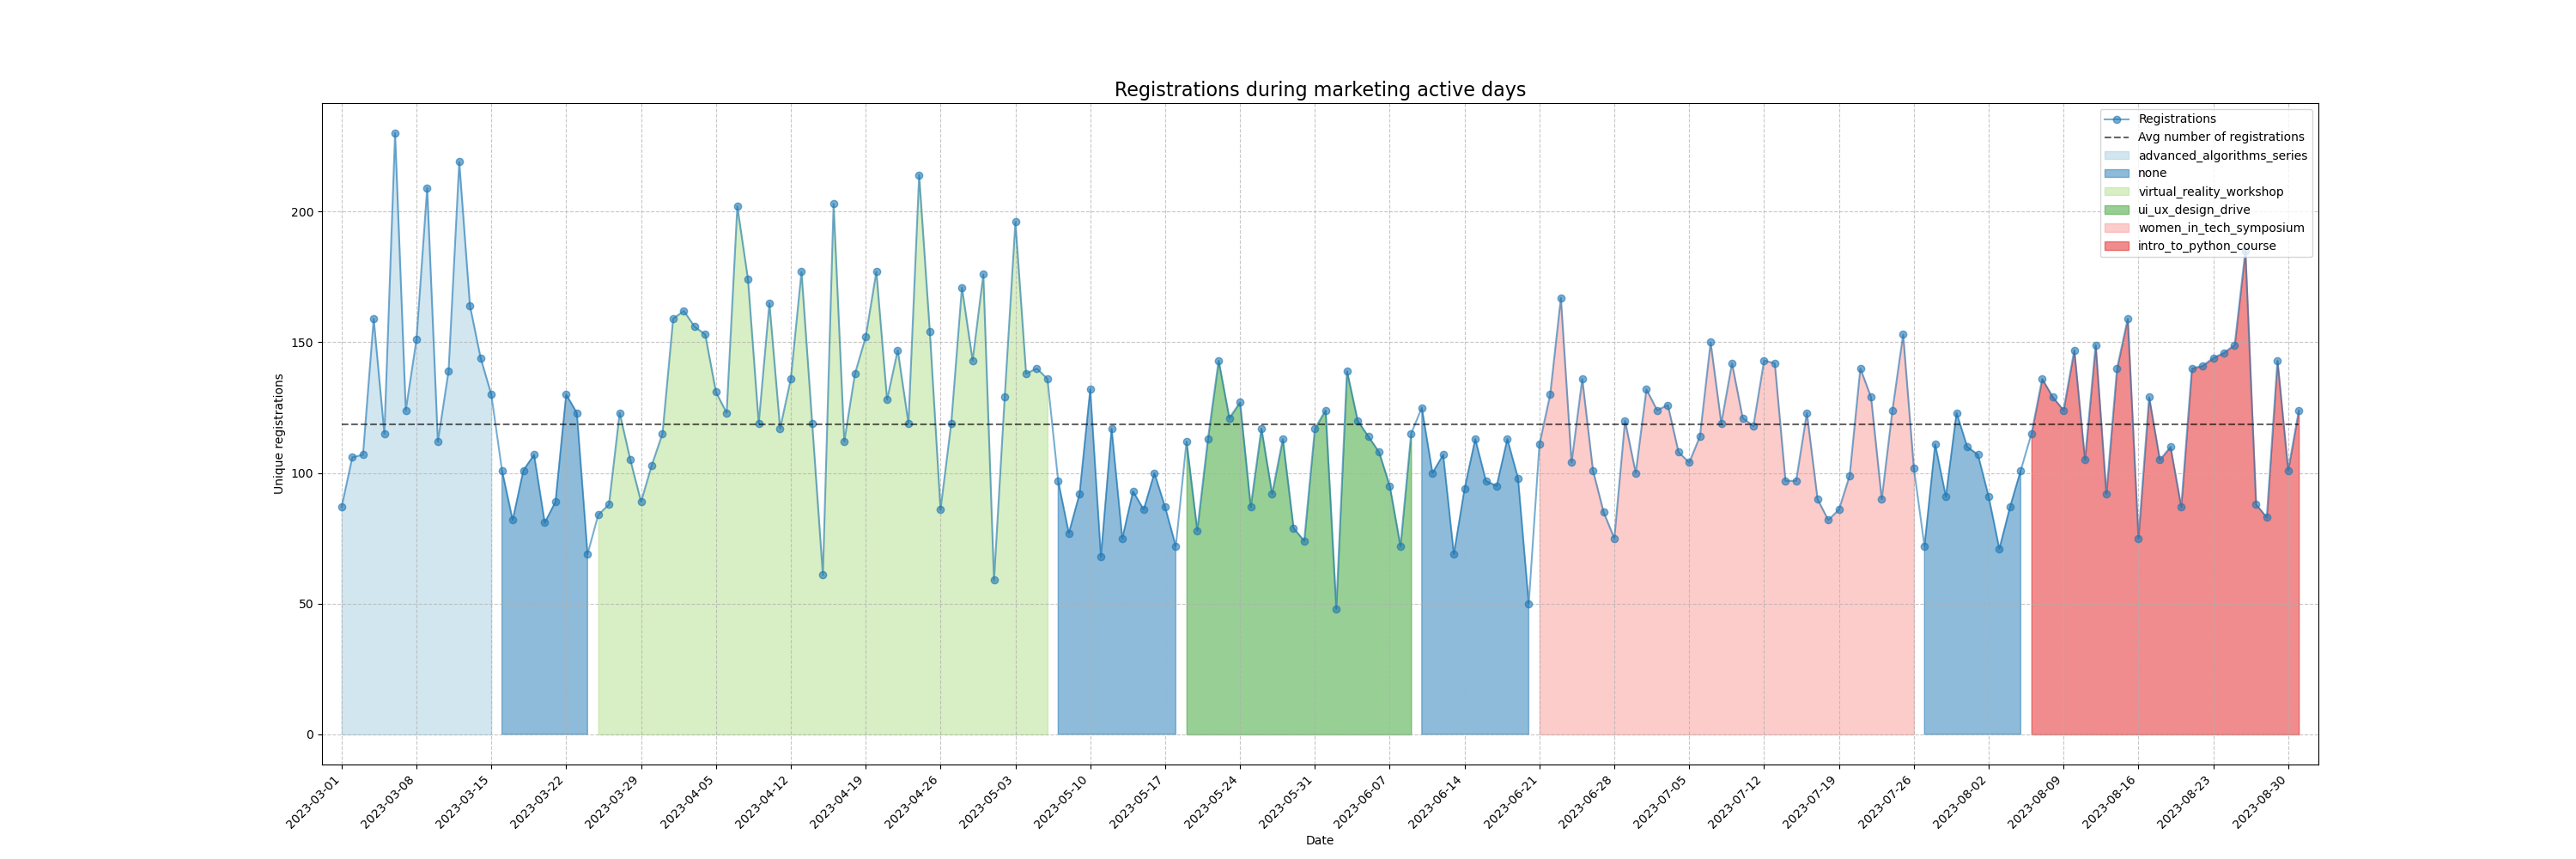 Registrations during marketing active days
Registrations
Avg number of registrations
advanced_algorithms_series
none
virtual_reality_workshop
ui_ux_design_drive
women_in_tech_symposium
intro_to_python_course
Unique registrations
200
150
100
50
0
2023-03-01
2023-03-08
2023-03-15
2023-03-22
2023-03-29
2023-04-05
2023-04-12
2023-04-19
2023-04-26
2023-05-03
2023-05-10
2023-05-17
2023-05-24
2023-05-31
2023-06-07
2023-06-14
2023-06-21
2023-06-28
2023-07-05
2023-07-12
2023-07-19
2023-07-26
2023-08-02
2023-08-09
2023-08-16
2023-08-23
2023-08-30
Date